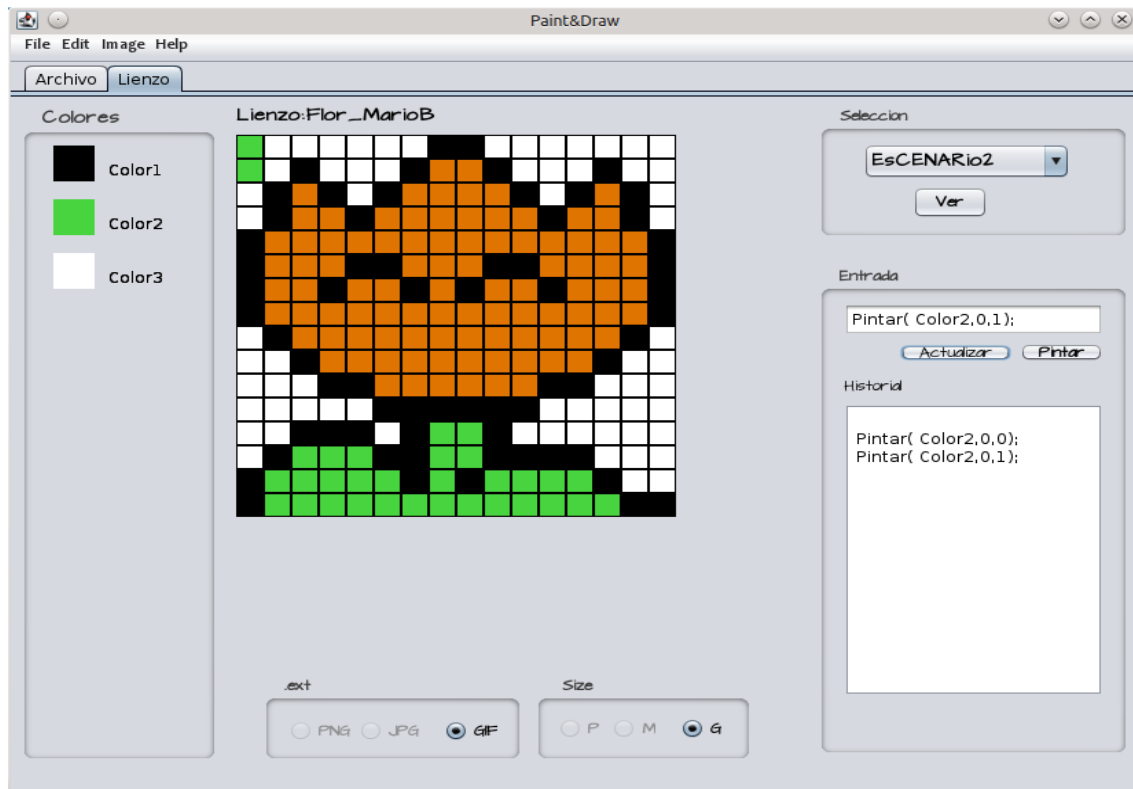 Paint&Draw
File Edit Image Help
Archivo Lienzo
Colores
Color1
Color2
Color3
Lienzo:Flor_MarioB
Seleccion
EsCENARio2
Ver
Entrada
Pintar( Color2,0,1);
Actualizar Pintar
Historial
Pintar( Color2,0,0);
Pintar( Color2,0,1);
.ext
PNG JPG GIF
Size
P M G